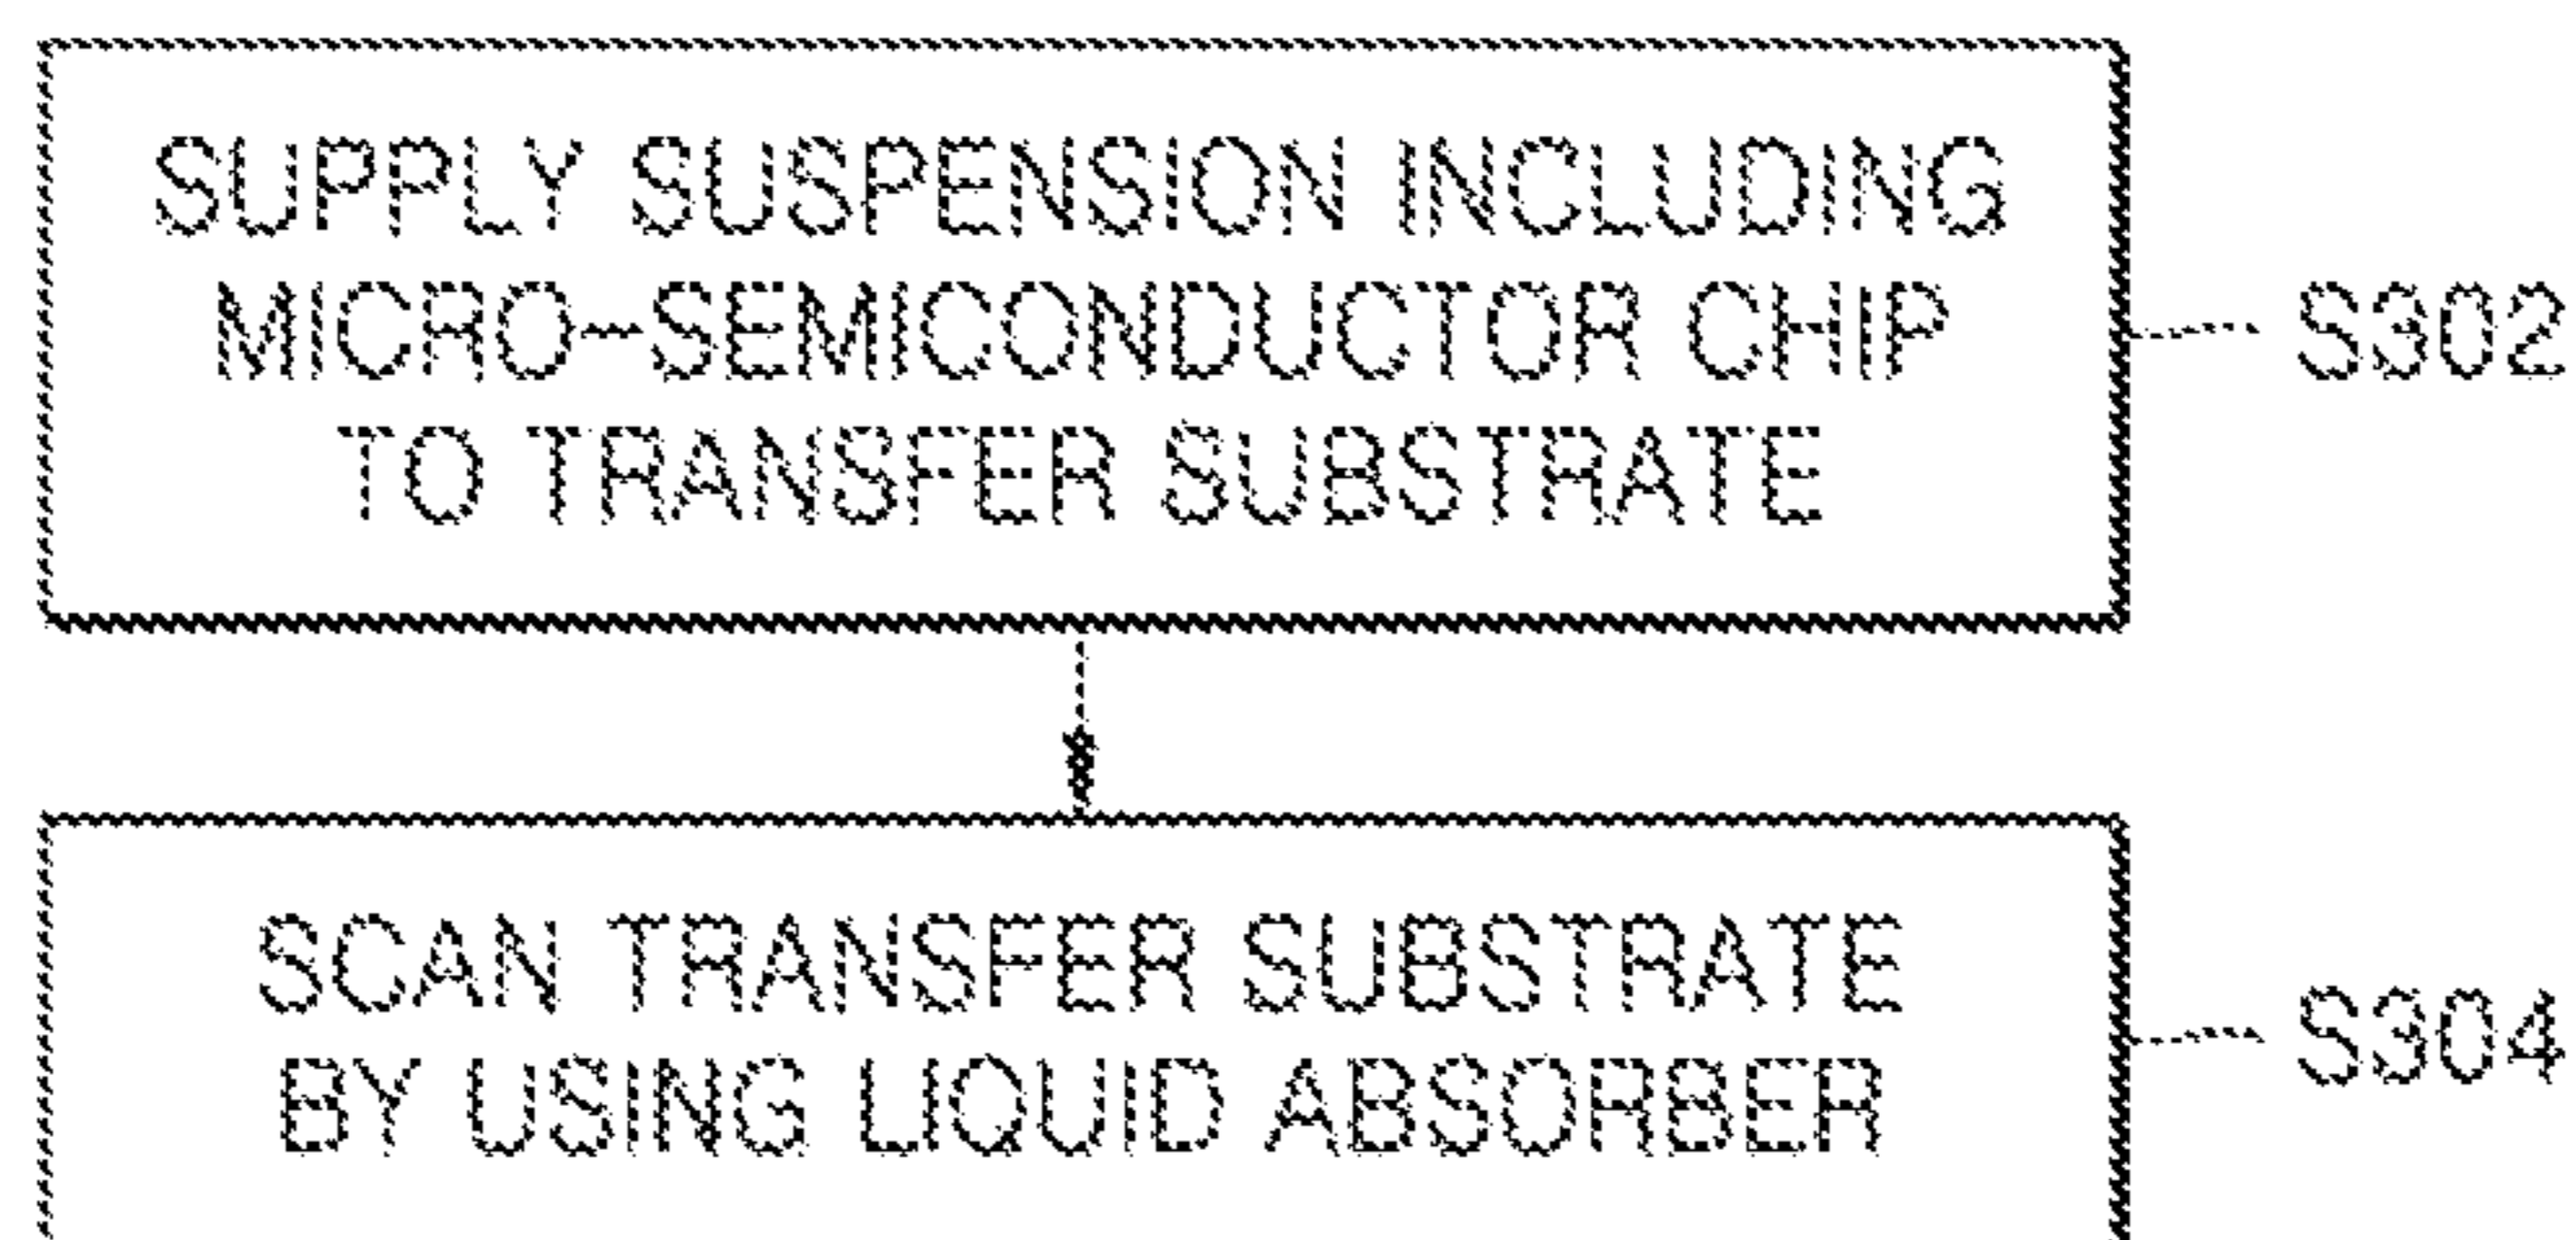 SUPPLY SUSPENSION INCLUDING
MICRO-SEMICONDUCTOR CHIP
TO TRANSFER SUBSTRATE
S302
SCAN TRANSFER SUBSTRATE
BY USING LIQUID ABSORBER
S304